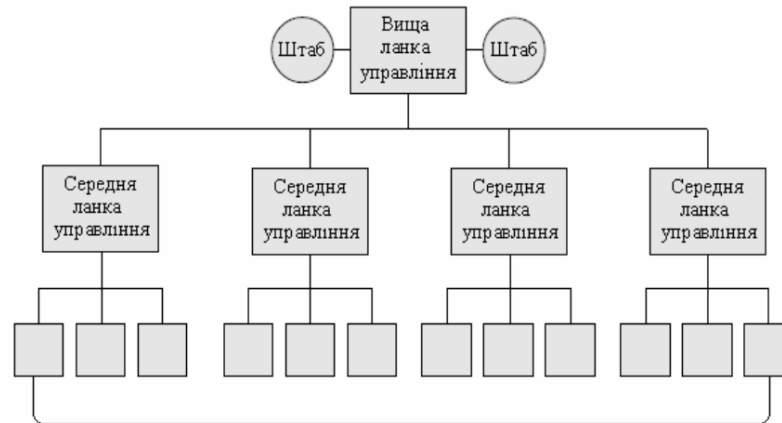 Штаб
Вища
ланка
управління
Штаб
Середня
ланка
управління
Середня
ланка
управління
Середня
ланка
управління
Середня
ланка
управління